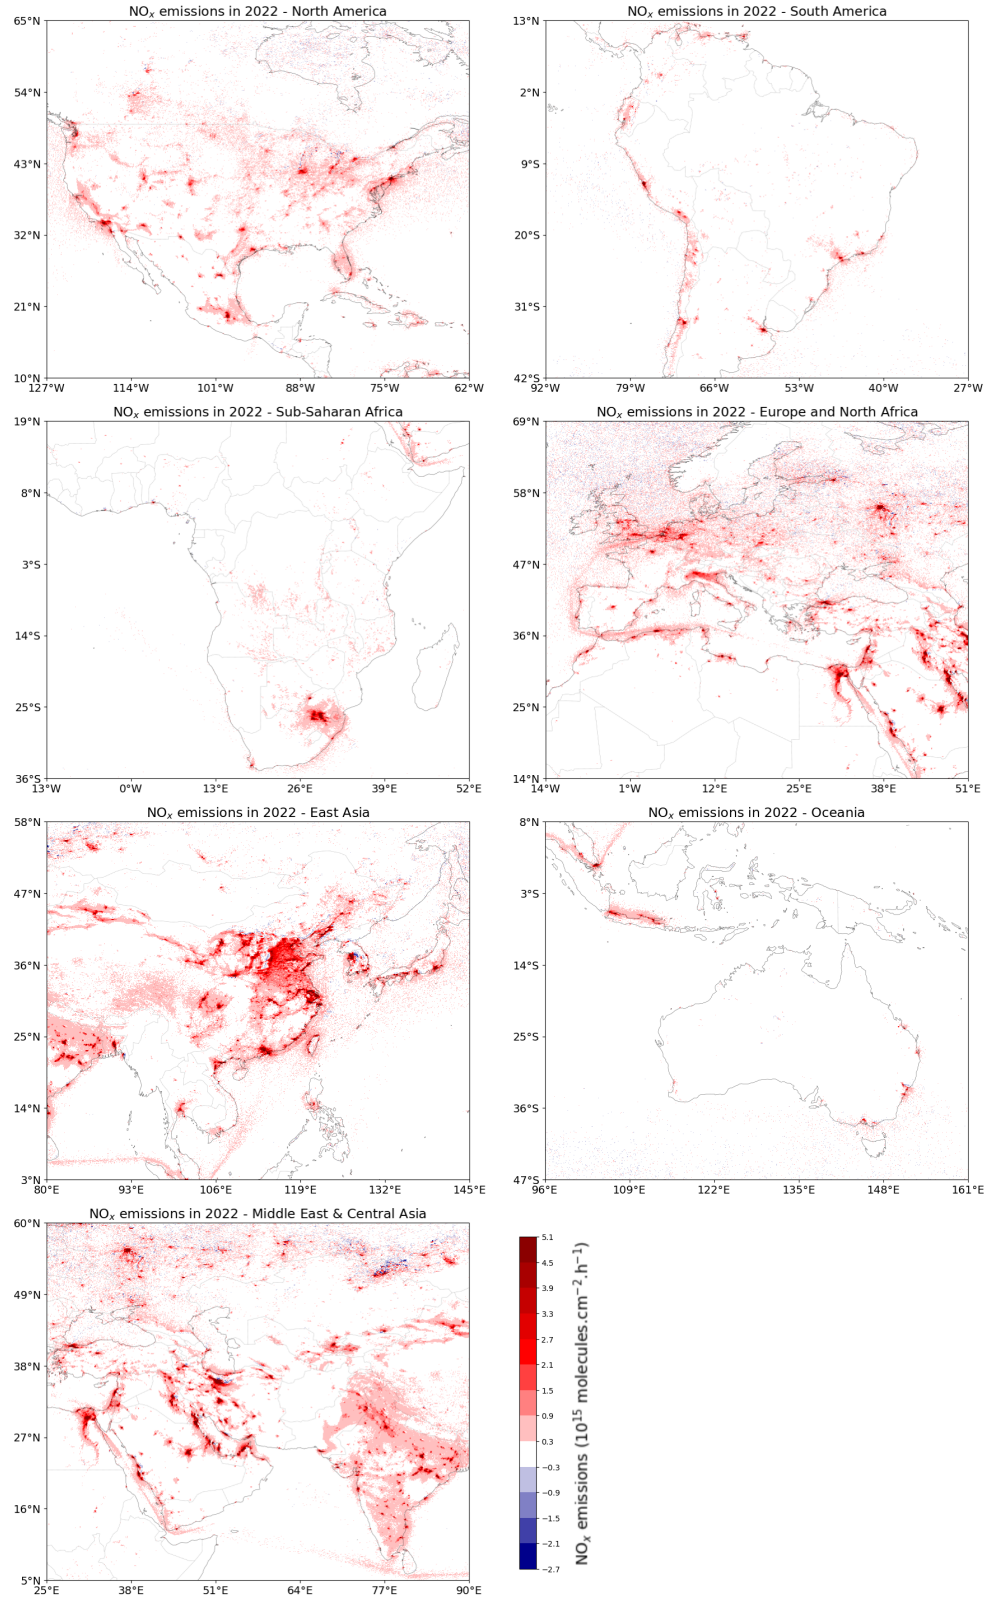 NOₓ emissions in 2022 - North America
65°N
54°N
43°N
32°N
21°N
10°N
127°W 114°W 101°W 88°W 75°W 62°W
NOₓ emissions in 2022 - South America
13°N
2°N
9°S
20°S
31°S
42°S
92°W 79°W 66°W 53°W 40°W 27°W
NOₓ emissions in 2022 - Sub-Saharan Africa
19°N
8°N
3°S
14°S
25°S
36°S
13°W 0°W 13°E 26°E 39°E 52°E
NOₓ emissions in 2022 - Europe and North Africa
69°N
58°N
47°N
36°N
25°N
14°N
14°W 1°W 12°E 25°E 38°E 51°E
NOₓ emissions in 2022 - East Asia
58°N
47°N
36°N
25°N
14°N
3°N
80°E 93°E 106°E 119°E 132°E 145°E
NOₓ emissions in 2022 - Oceania
8°N
3°S
14°S
25°S
36°S
47°S
96°E 109°E 122°E 135°E 148°E 161°E
NOₓ emissions in 2022 - Middle East & Central Asia
60°N
49°N
38°N
27°N
16°N
5°N
25°E 38°E 51°E 64°E 77°E 90°E
5.1
4.5
3.9
3.3
2.7
2.1
1.5
0.9
0.3
−0.3
−0.9
−1.5
−2.1
−2.7
NOₓ emissions (10¹⁵ molecules.cm⁻².h⁻¹)